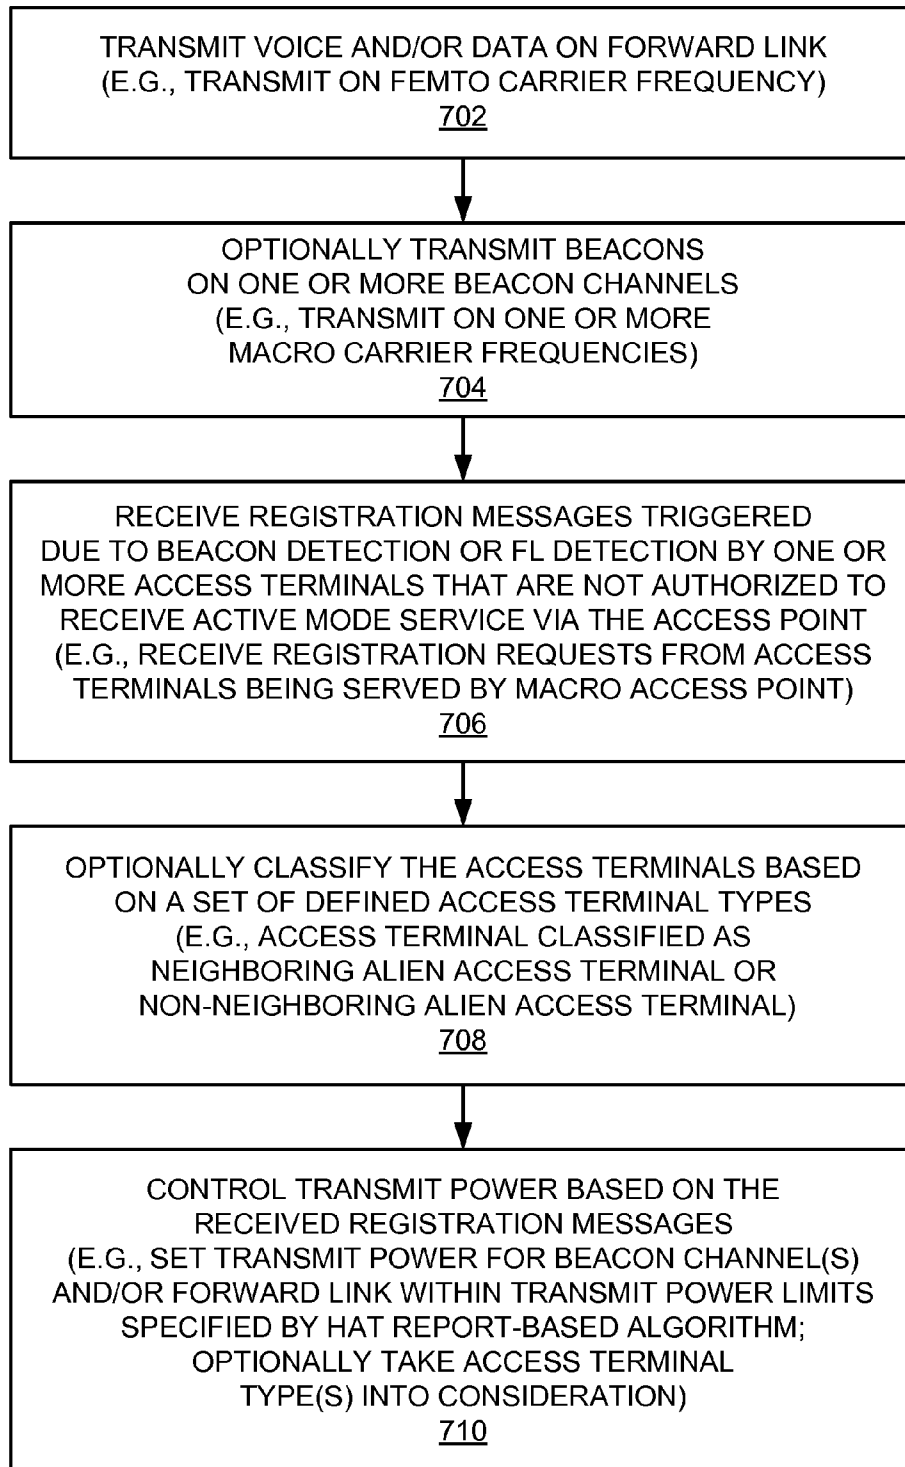 TRANSMIT VOICE AND/OR DATA ON FORWARD LINK
(E.G., TRANSMIT ON FEMTO CARRIER FREQUENCY)
702
OPTIONALLY TRANSMIT BEACONS
ON ONE OR MORE BEACON CHANNELS
(E.G., TRANSMIT ON ONE OR MORE
MACRO CARRIER FREQUENCIES)
704
RECEIVE REGISTRATION MESSAGES TRIGGERED
DUE TO BEACON DETECTION OR FL DETECTION BY ONE OR
MORE ACCESS TERMINALS THAT ARE NOT AUTHORIZED TO
RECEIVE ACTIVE MODE SERVICE VIA THE ACCESS POINT
(E.G., RECEIVE REGISTRATION REQUESTS FROM ACCESS
TERMINALS BEING SERVED BY MACRO ACCESS POINT)
706
OPTIONALLY CLASSIFY THE ACCESS TERMINALS BASED
ON A SET OF DEFINED ACCESS TERMINAL TYPES
(E.G., ACCESS TERMINAL CLASSIFIED AS
NEIGHBORING ALIEN ACCESS TERMINAL OR
NON-NEIGHBORING ALIEN ACCESS TERMINAL)
708
CONTROL TRANSMIT POWER BASED ON THE
RECEIVED REGISTRATION MESSAGES
(E.G., SET TRANSMIT POWER FOR BEACON CHANNEL(S)
AND/OR FORWARD LINK WITHIN TRANSMIT POWER LIMITS
SPECIFIED BY HAT REPORT-BASED ALGORITHM;
OPTIONALLY TAKE ACCESS TERMINAL
TYPE(S) INTO CONSIDERATION)
710